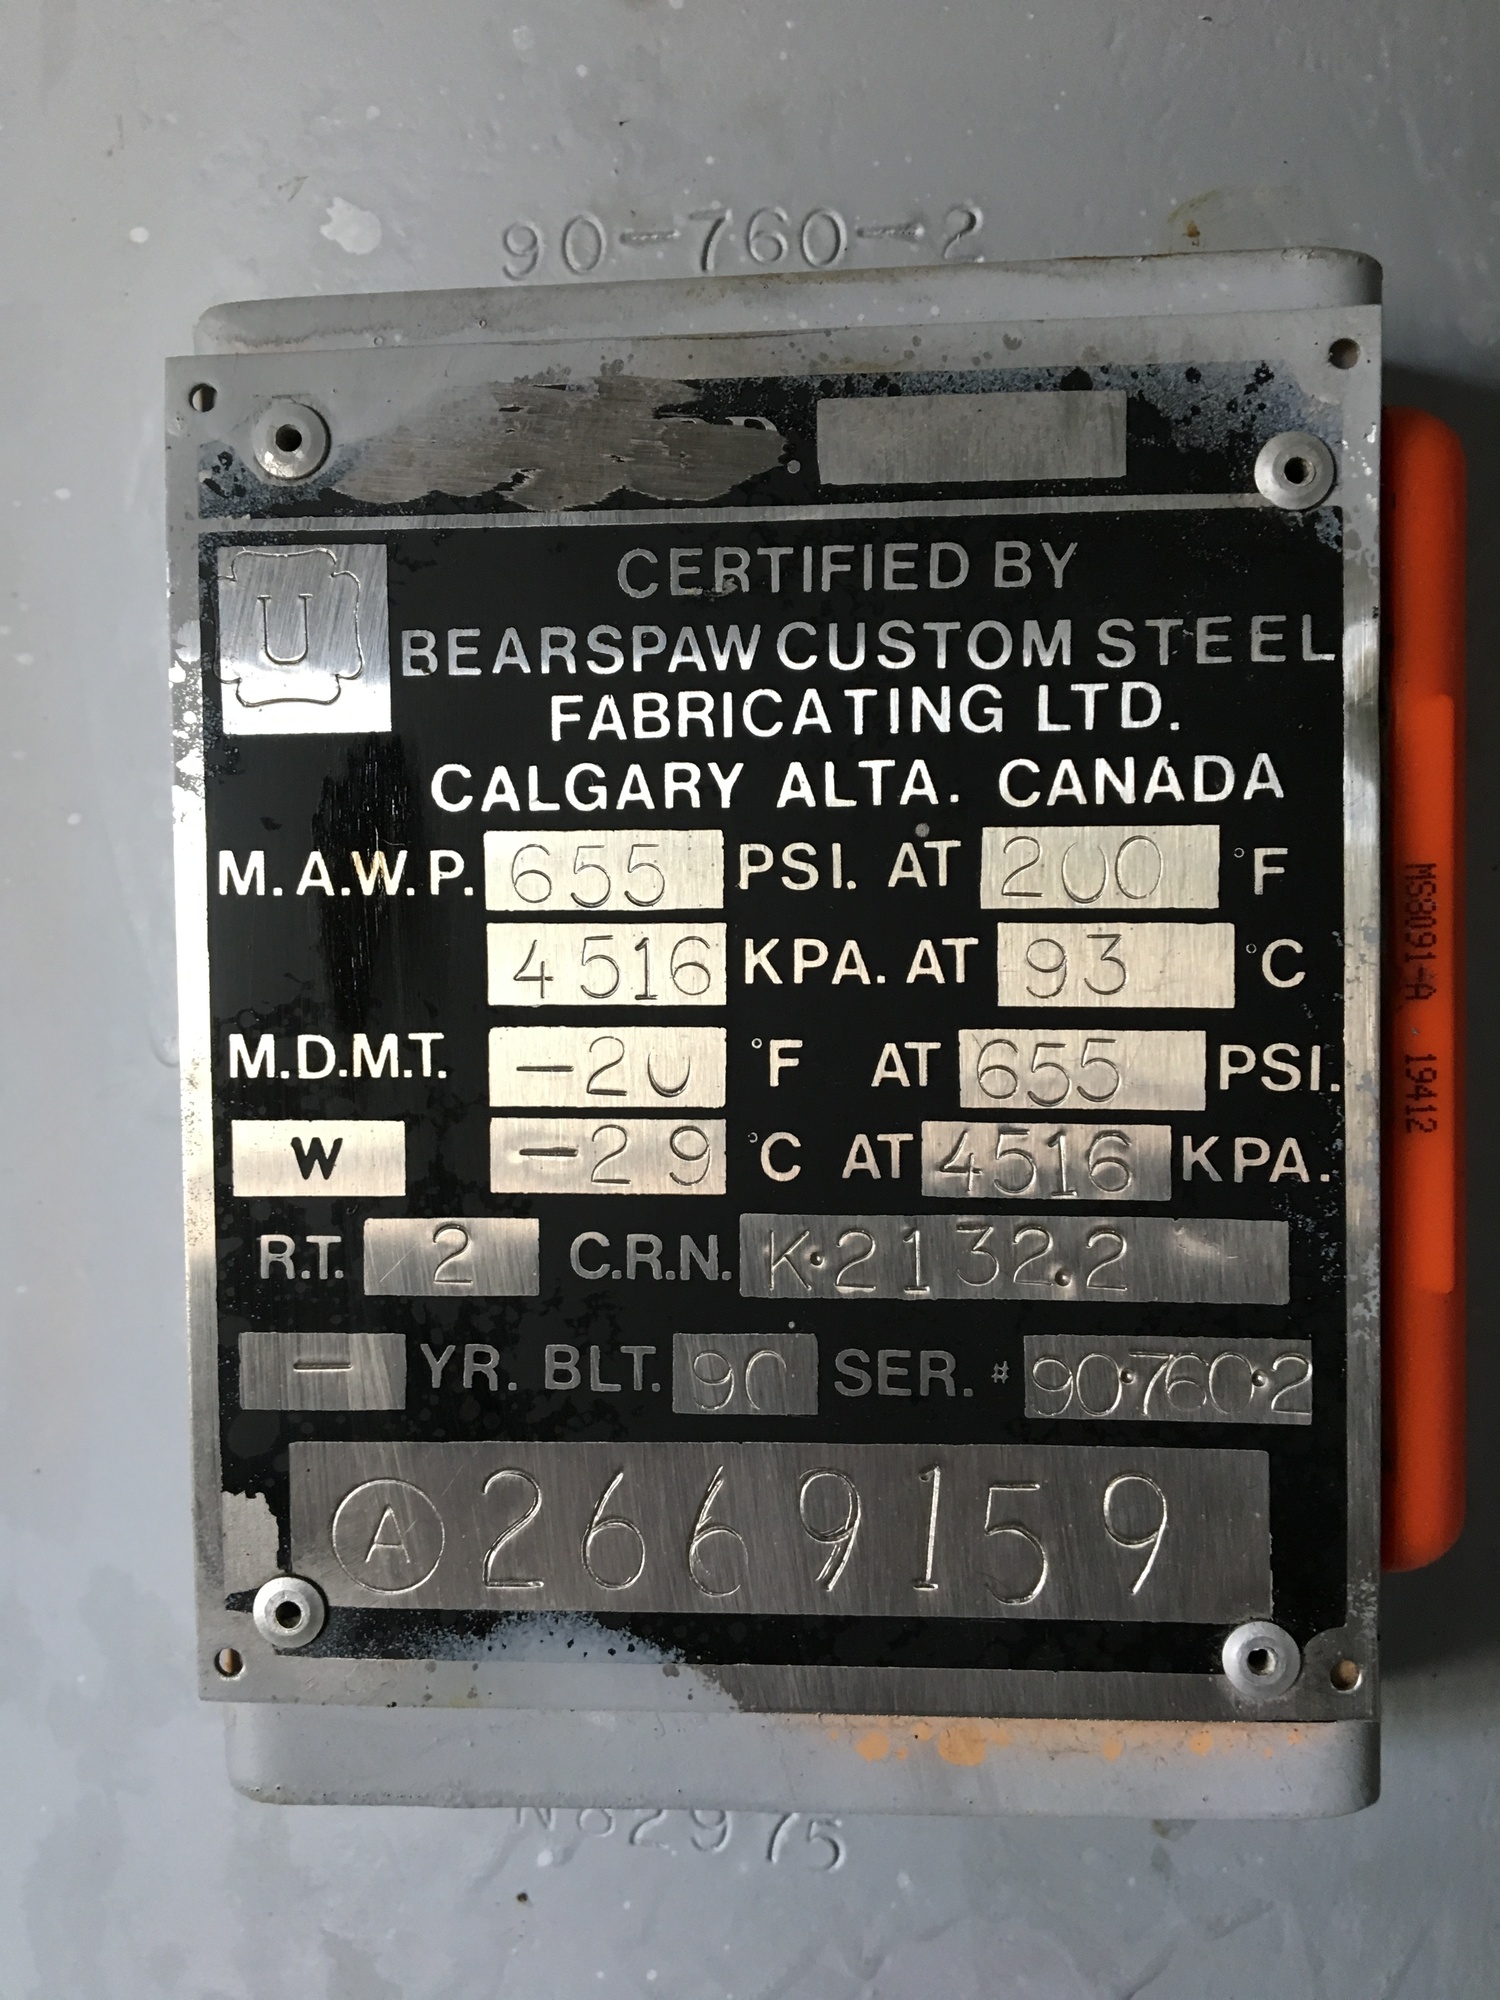 90-760-2
U
CERTIFIED BY
BEARSPAW CUSTOM STEEL
FABRICATING LTD.
CALGARY ALTA. CANADA
M.A.W.P. 655 PSI. AT 200 °F
4516 KPA. AT 93 °C
M.D.M.T. -20 °F AT 655 PSI.
W -29 °C AT 4516 KPA.
R.T. 2 C.R.N. K·2132.2
- YR. BLT. 90 SER. # 90·760·2
A 2669159
N82975
MS8091-A 19412